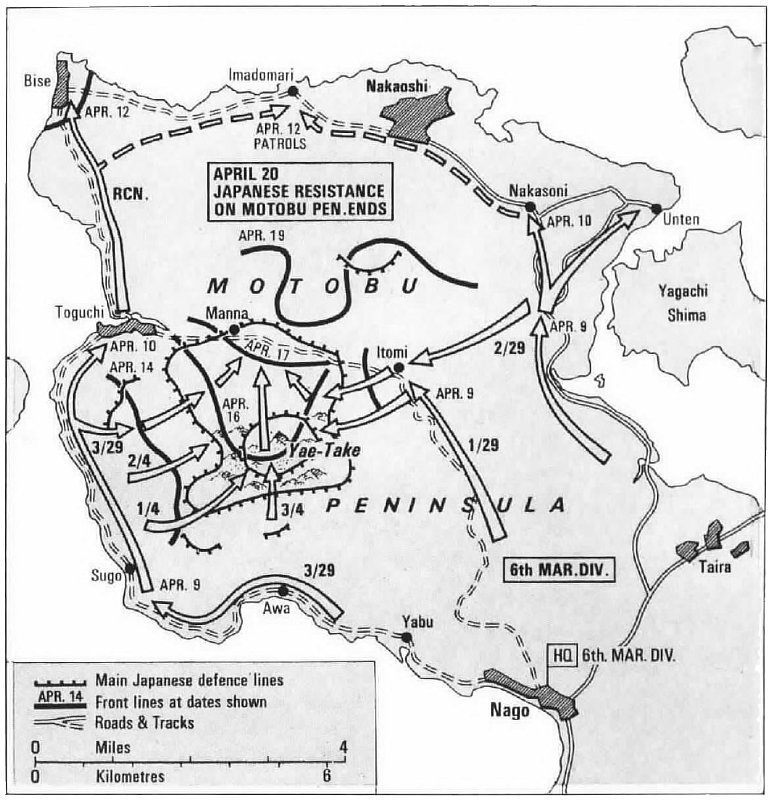 Bise
Imadomari
Nakaoshi
APR. 12
APR. 12
PATROLS
RCN.
APRIL 20
JAPANESE RESISTANCE
ON MOTOBU PEN.ENDS
Nakasoni
APR. 10
Unten
APR. 19
MOTOBU
Yagachi
Shima
Toguchi
Manna
APR. 10
APR. 17
Itomi
APR. 9
2/29
APR. 14
APR.
16
APR. 9
3/29
2/4
Yae-Take
1/29
1/4
3/4
PENINSULA
Sugo
APR. 9
3/29
6th MAR.DIV.
Taira
Awa
Yabu
HQ 6th. MAR. DIV.
Nago
Main Japanese defence lines
APR. 14 Front lines at dates shown
Roads & Tracks
0 Miles 4
0 Kilometres 6